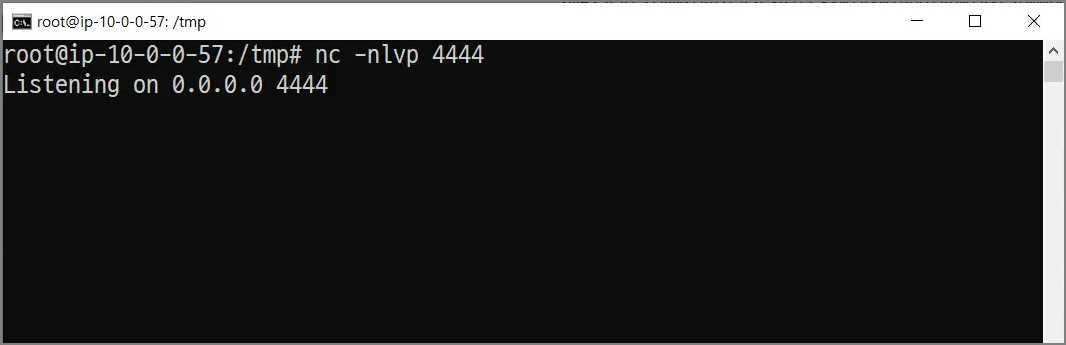 root@ip-10-0-0-57: /tmp
root@ip-10-0-0-57:/tmp# nc -nlvp 4444
Listening on 0.0.0.0 4444